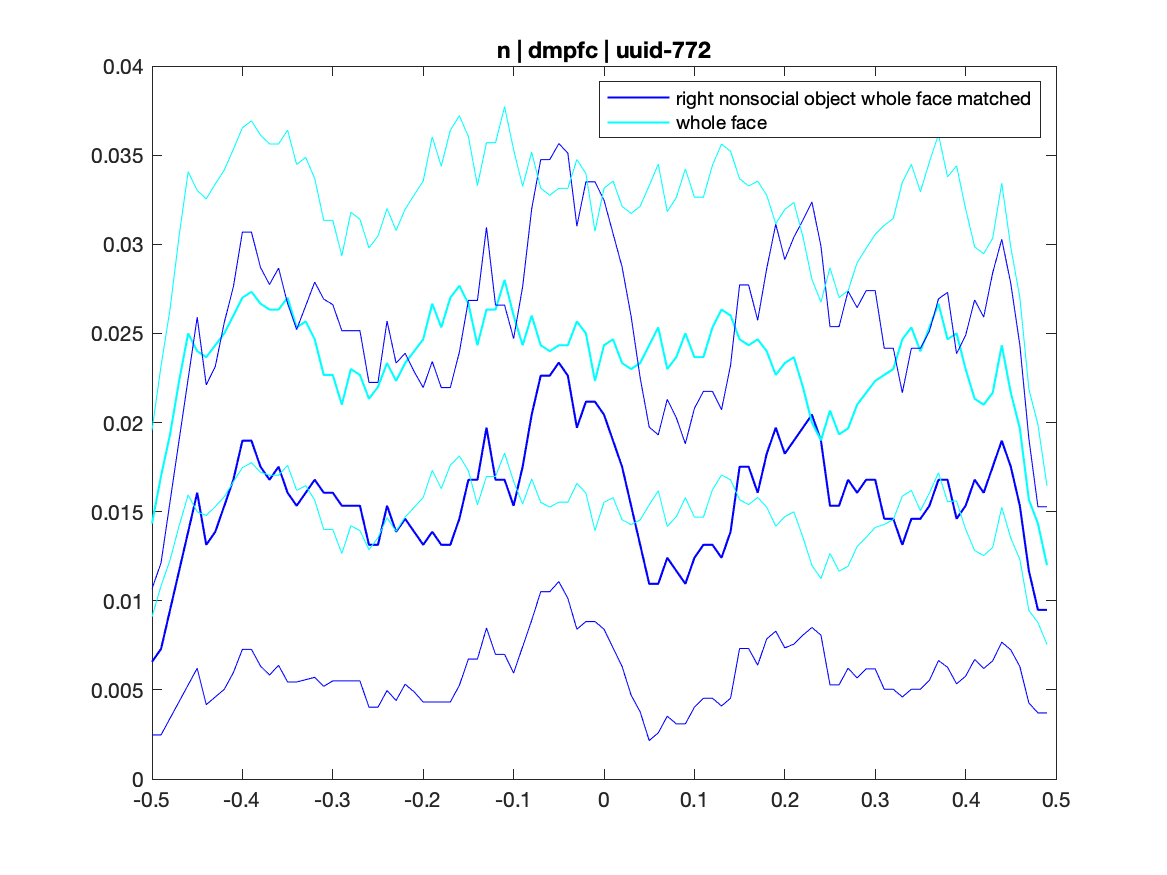 n | dmpfc | uuid-772
right nonsocial object whole face matched
whole face
0.04
0.035
0.03
0.025
0.02
0.015
0.01
0.005
0
-0.5 -0.4 -0.3 -0.2 -0.1 0 0.1 0.2 0.3 0.4 0.5